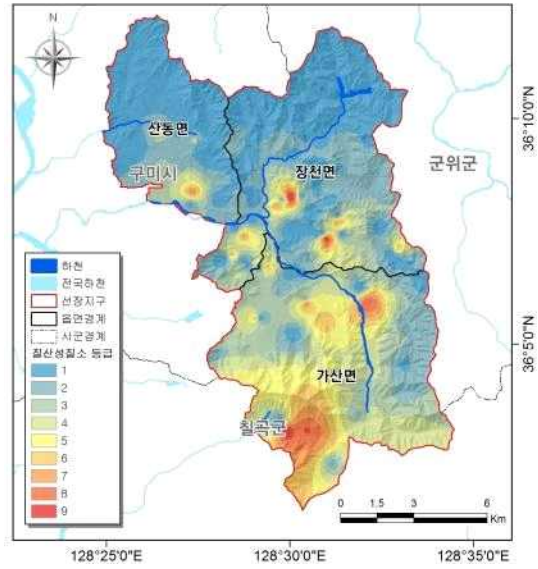 N
산동면
구미시
장천면
군위군
가산면
칠곡군
하천
전국하천
선장지구
읍면경계
시군경계
질산성질소 등급
1
2
3
4
5
6
7
8
9
0 1.5 3 6
Km
36°10'0"N
36°5'0"N
128°25'0"E 128°30'0"E 128°35'0"E